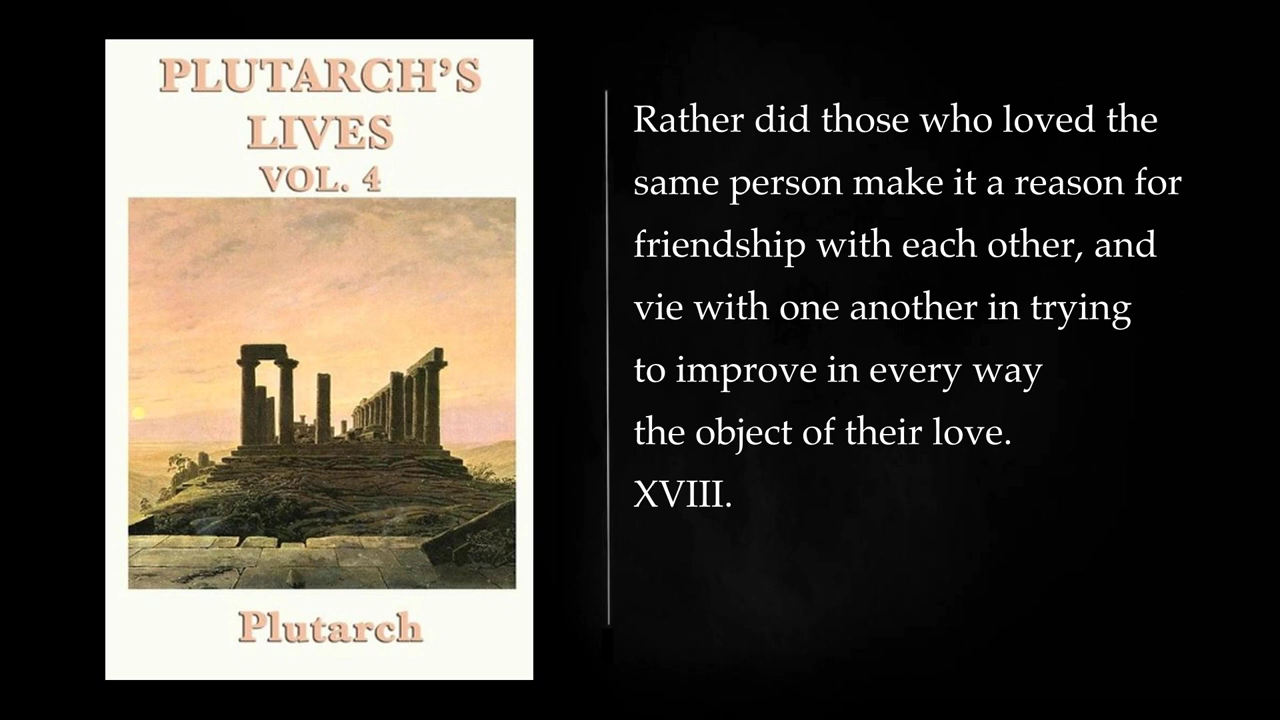 PLUTARCH'S
LIVES
VOL. 4
Plutarch
Rather did those who loved the
same person make it a reason for
friendship with each other, and
vie with one another in trying
to improve in every way
the object of their love.
XVIII.